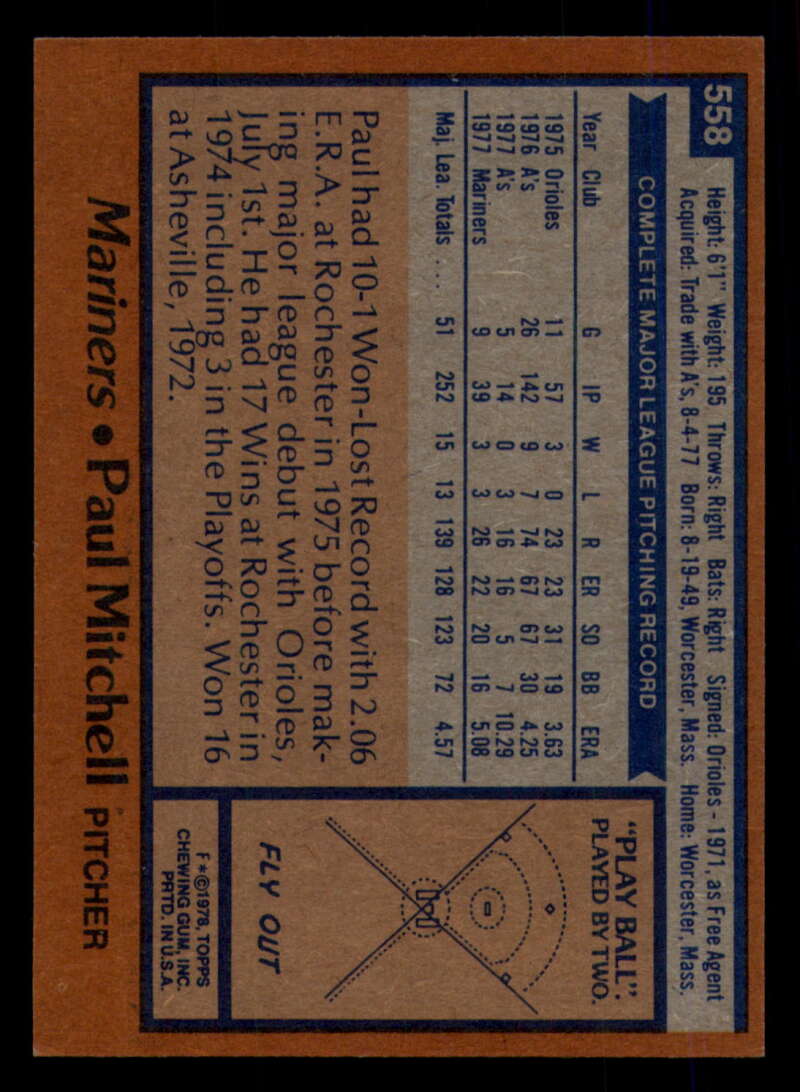 558
Height: 6'1" Weight: 195 Throws: Right Bats: Right Signed: Orioles - 1971, as Free Agent
Acquired: Trade with A's, 8-4-77 Born: 8-19-49, Worcester, Mass. Home: Worcester, Mass.
COMPLETE MAJOR LEAGUE PITCHING RECORD
Year Club G IP W L R ER SO BB ERA
1975 Orioles 11 57 3 0 23 23 31 19 3.63
1976 A's 26 142 9 7 74 67 67 30 4.25
1977 A's 5 14 0 3 16 16 5 7 10.29
1977 Mariners 9 39 3 3 26 22 20 16 5.08
Maj. Lea. Totals .... 51 252 15 13 139 128 123 72 4.57
Paul had 10-1 Won-Lost Record with 2.06
E.R.A. at Rochester in 1975 before mak-
ing major league debut with Orioles,
July 1st. He had 17 Wins at Rochester in
1974 including 3 in the Playoffs. Won 16
at Asheville, 1972.
"PLAY BALL":
PLAYED BY TWO.
FLY OUT
F*©1978, TOPPS
CHEWING GUM, INC.
PRTD. IN U.S.A.
Mariners • Paul Mitchell PITCHER